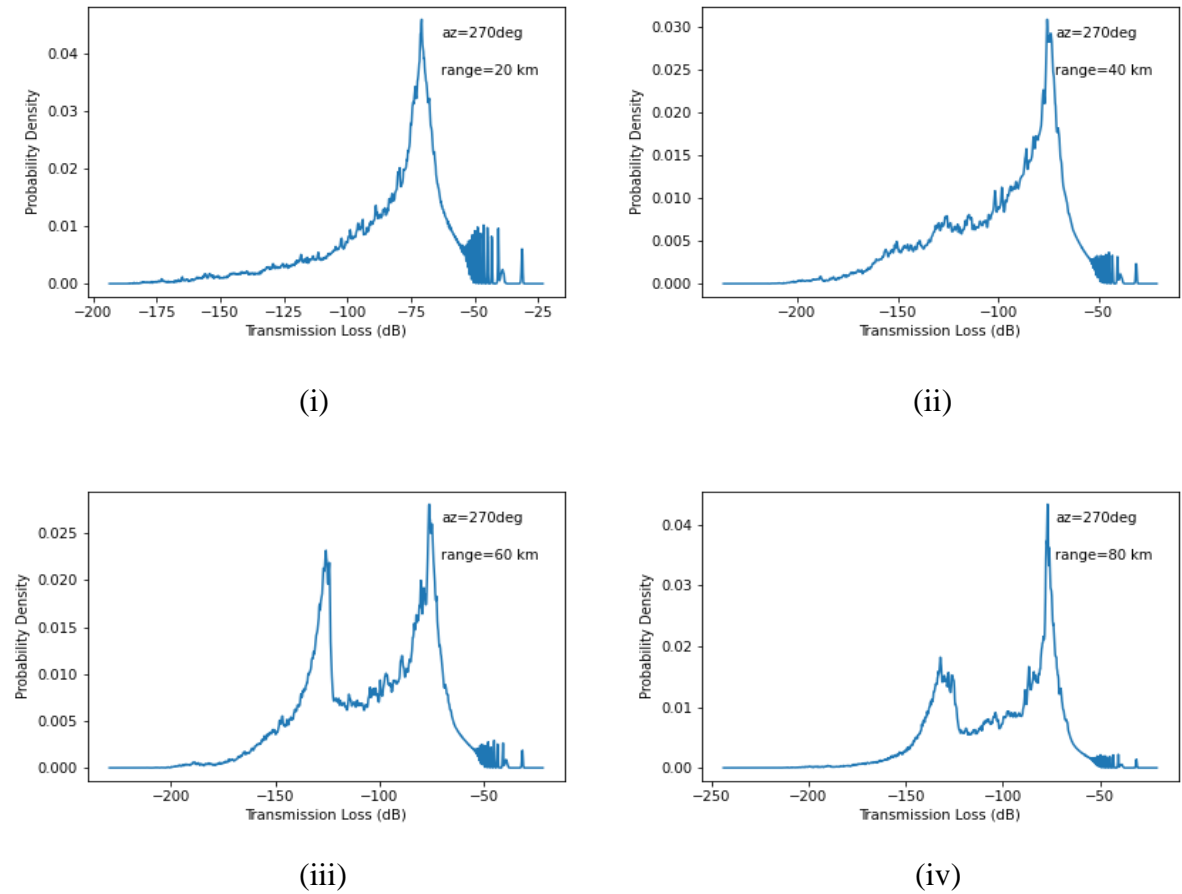 az=270deg
range=20 km
0.04
0.03
0.02
0.01
0.00
Probability Density
−200 −175 −150 −125 −100 −75 −50 −25
Transmission Loss (dB)
(i)
az=270deg
range=40 km
0.030
0.025
0.020
0.015
0.010
0.005
0.000
Probability Density
−200 −150 −100 −50
Transmission Loss (dB)
(ii)
az=270deg
range=60 km
0.025
0.020
0.015
0.010
0.005
0.000
Probability Density
−200 −150 −100 −50
Transmission Loss (dB)
(iii)
az=270deg
range=80 km
0.04
0.03
0.02
0.01
0.00
Probability Density
−250 −200 −150 −100 −50
Transmission Loss (dB)
(iv)